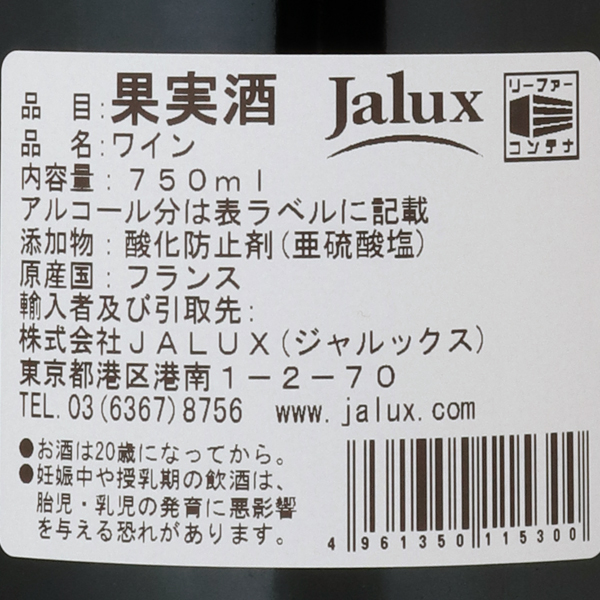 品　目:果実酒
Jalux
リーファー
コンテナ
品　名:ワイン
内容量:７５０ｍｌ
アルコール分は表ラベルに記載
添加物:酸化防止剤(亜硫酸塩)
原産国:フランス
輸入者及び引取先:
株式会社ＪＡＬＵＸ(ジャルックス)
東京都港区港南１－２－７０
TEL.03(6367)8756　www.jalux.com
●お酒は20歳になってから。
●妊娠中や授乳期の飲酒は、
胎児・乳児の発育に悪影響
を与える恐れがあります。
4 961350 115300